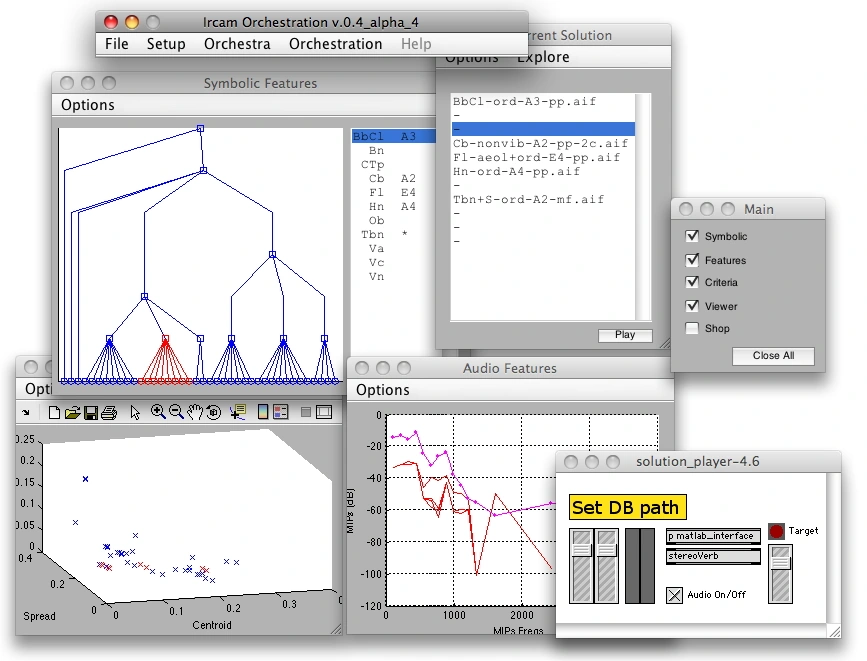 Ircam Orchestration v.0.4_alpha_4
File Setup Orchestra Orchestration Help
rrent Solution
Options Explore
BbCl-ord-A3-pp.aif
-
-
Cb-nonvib-A2-pp-2c.aif
Fl-aeol+ord-E4-pp.aif
Hn-ord-A4-pp.aif
-
Tbn+S-ord-A2-mf.aif
-
-
-
Play
Symbolic Features
Options
BbCl A3
Bn
CTp
Cb A2
Fl E4
Hn A4
Ob
Tbn *
Va
Vc
Vn
Main
Symbolic
Features
Criteria
Viewer
Shop
Close All
Opti
0.25
0.2
0.15
0.1
0.05
0
0.4
0.2
0
Spread
0
0.1
0.2
0.3
Centroid
Audio Features
Options
0
-20
-40
-60
-80
-100
-120
MIPs (dB)
0
1000
2000
MIPs Freqs
solution_player-4.6
Set DB path
p matlab_interface
stereoVerb
Target
Audio On/Off